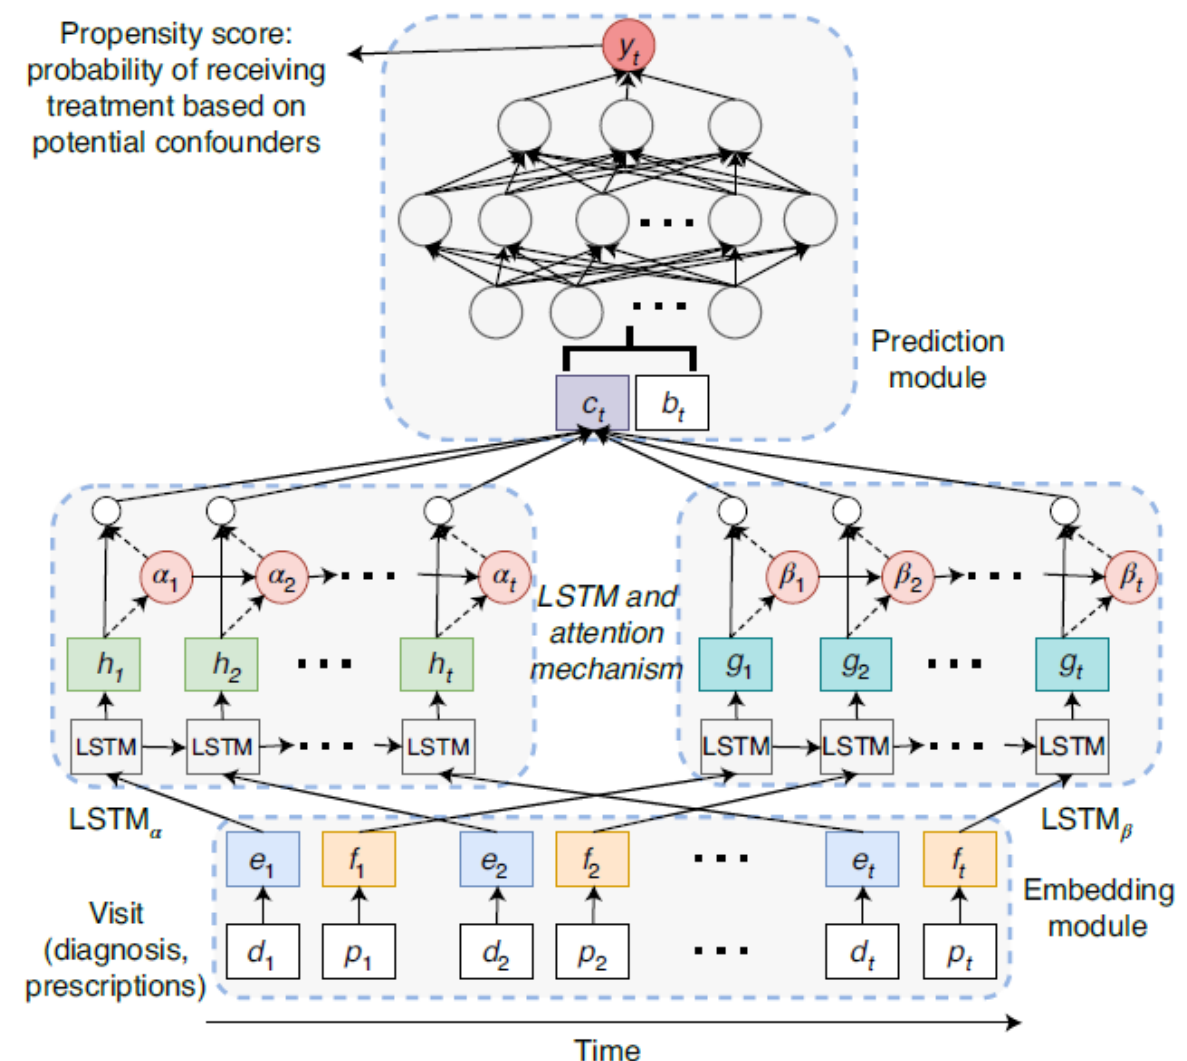 Propensity score:
probability of receiving
treatment based on
potential confounders
yt
Prediction
module
ct bt
α1 α2 αt
β1 β2 βt
LSTM and
attention
mechanism
h1 h2 ht
g1 g2 gt
LSTM LSTM LSTM
LSTM LSTM LSTM
LSTMα
LSTMβ
e1 f1 e2 f2 et ft
Embedding
module
Visit
(diagnosis,
prescriptions)
d1 p1 d2 p2 dt pt
Time